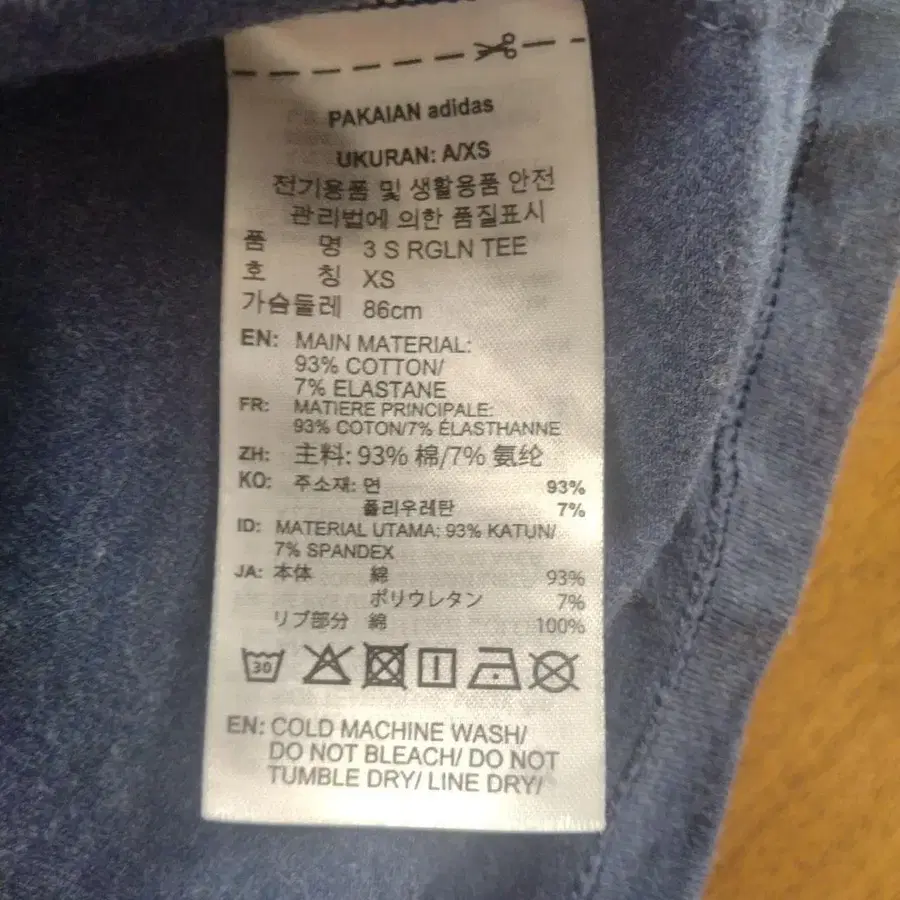 PAKAIAN adidas
UKURAN: A/XS
전기용품 및 생활용품 안전
관리법에 의한 품질표시
품 명 3 S RGLN TEE
호 칭 XS
가슴둘레 86cm
EN: MAIN MATERIAL:
93% COTTON/
7% ELASTANE
FR: MATIERE PRINCIPALE:
93% COTON/7% ÉLASTHANNE
ZH: 主料: 93% 棉/7% 氨纶
KO: 주소재: 면 93%
폴리우레탄 7%
ID: MATERIAL UTAMA: 93% KATUN/
7% SPANDEX
JA: 本体 綿 93%
ポリウレタン 7%
リブ部分 綿 100%
30
EN: COLD MACHINE WASH/
DO NOT BLEACH/ DO NOT
TUMBLE DRY/ LINE DRY/